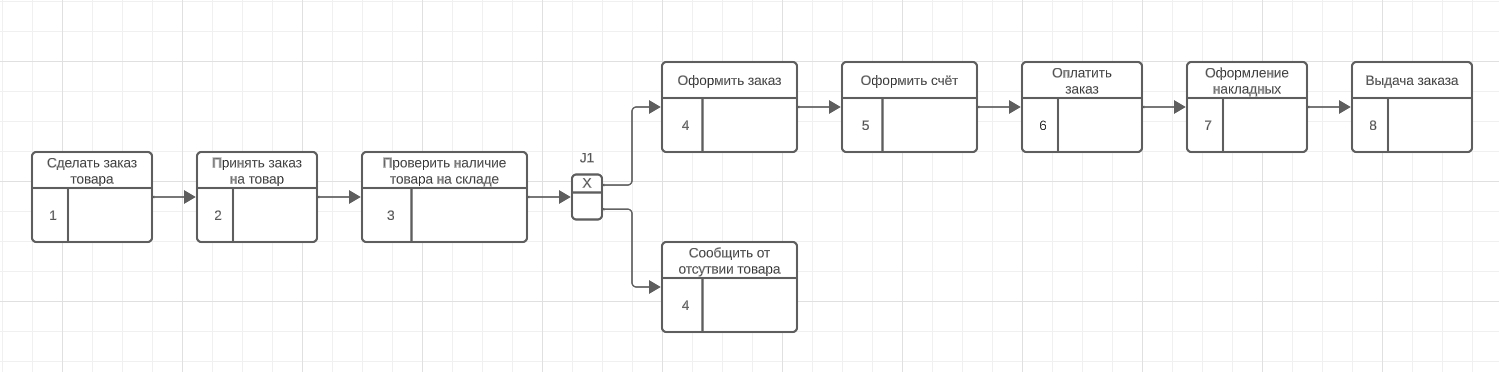 Сделать заказ
товара
1
Принять заказ
на товар
2
Проверить наличие
товара на складе
3
J1
X
Оформить заказ
4
Оформить счёт
5
Оплатить
заказ
6
Оформление
накладных
7
Выдача заказа
8
Сообщить от
отсутвии товара
4